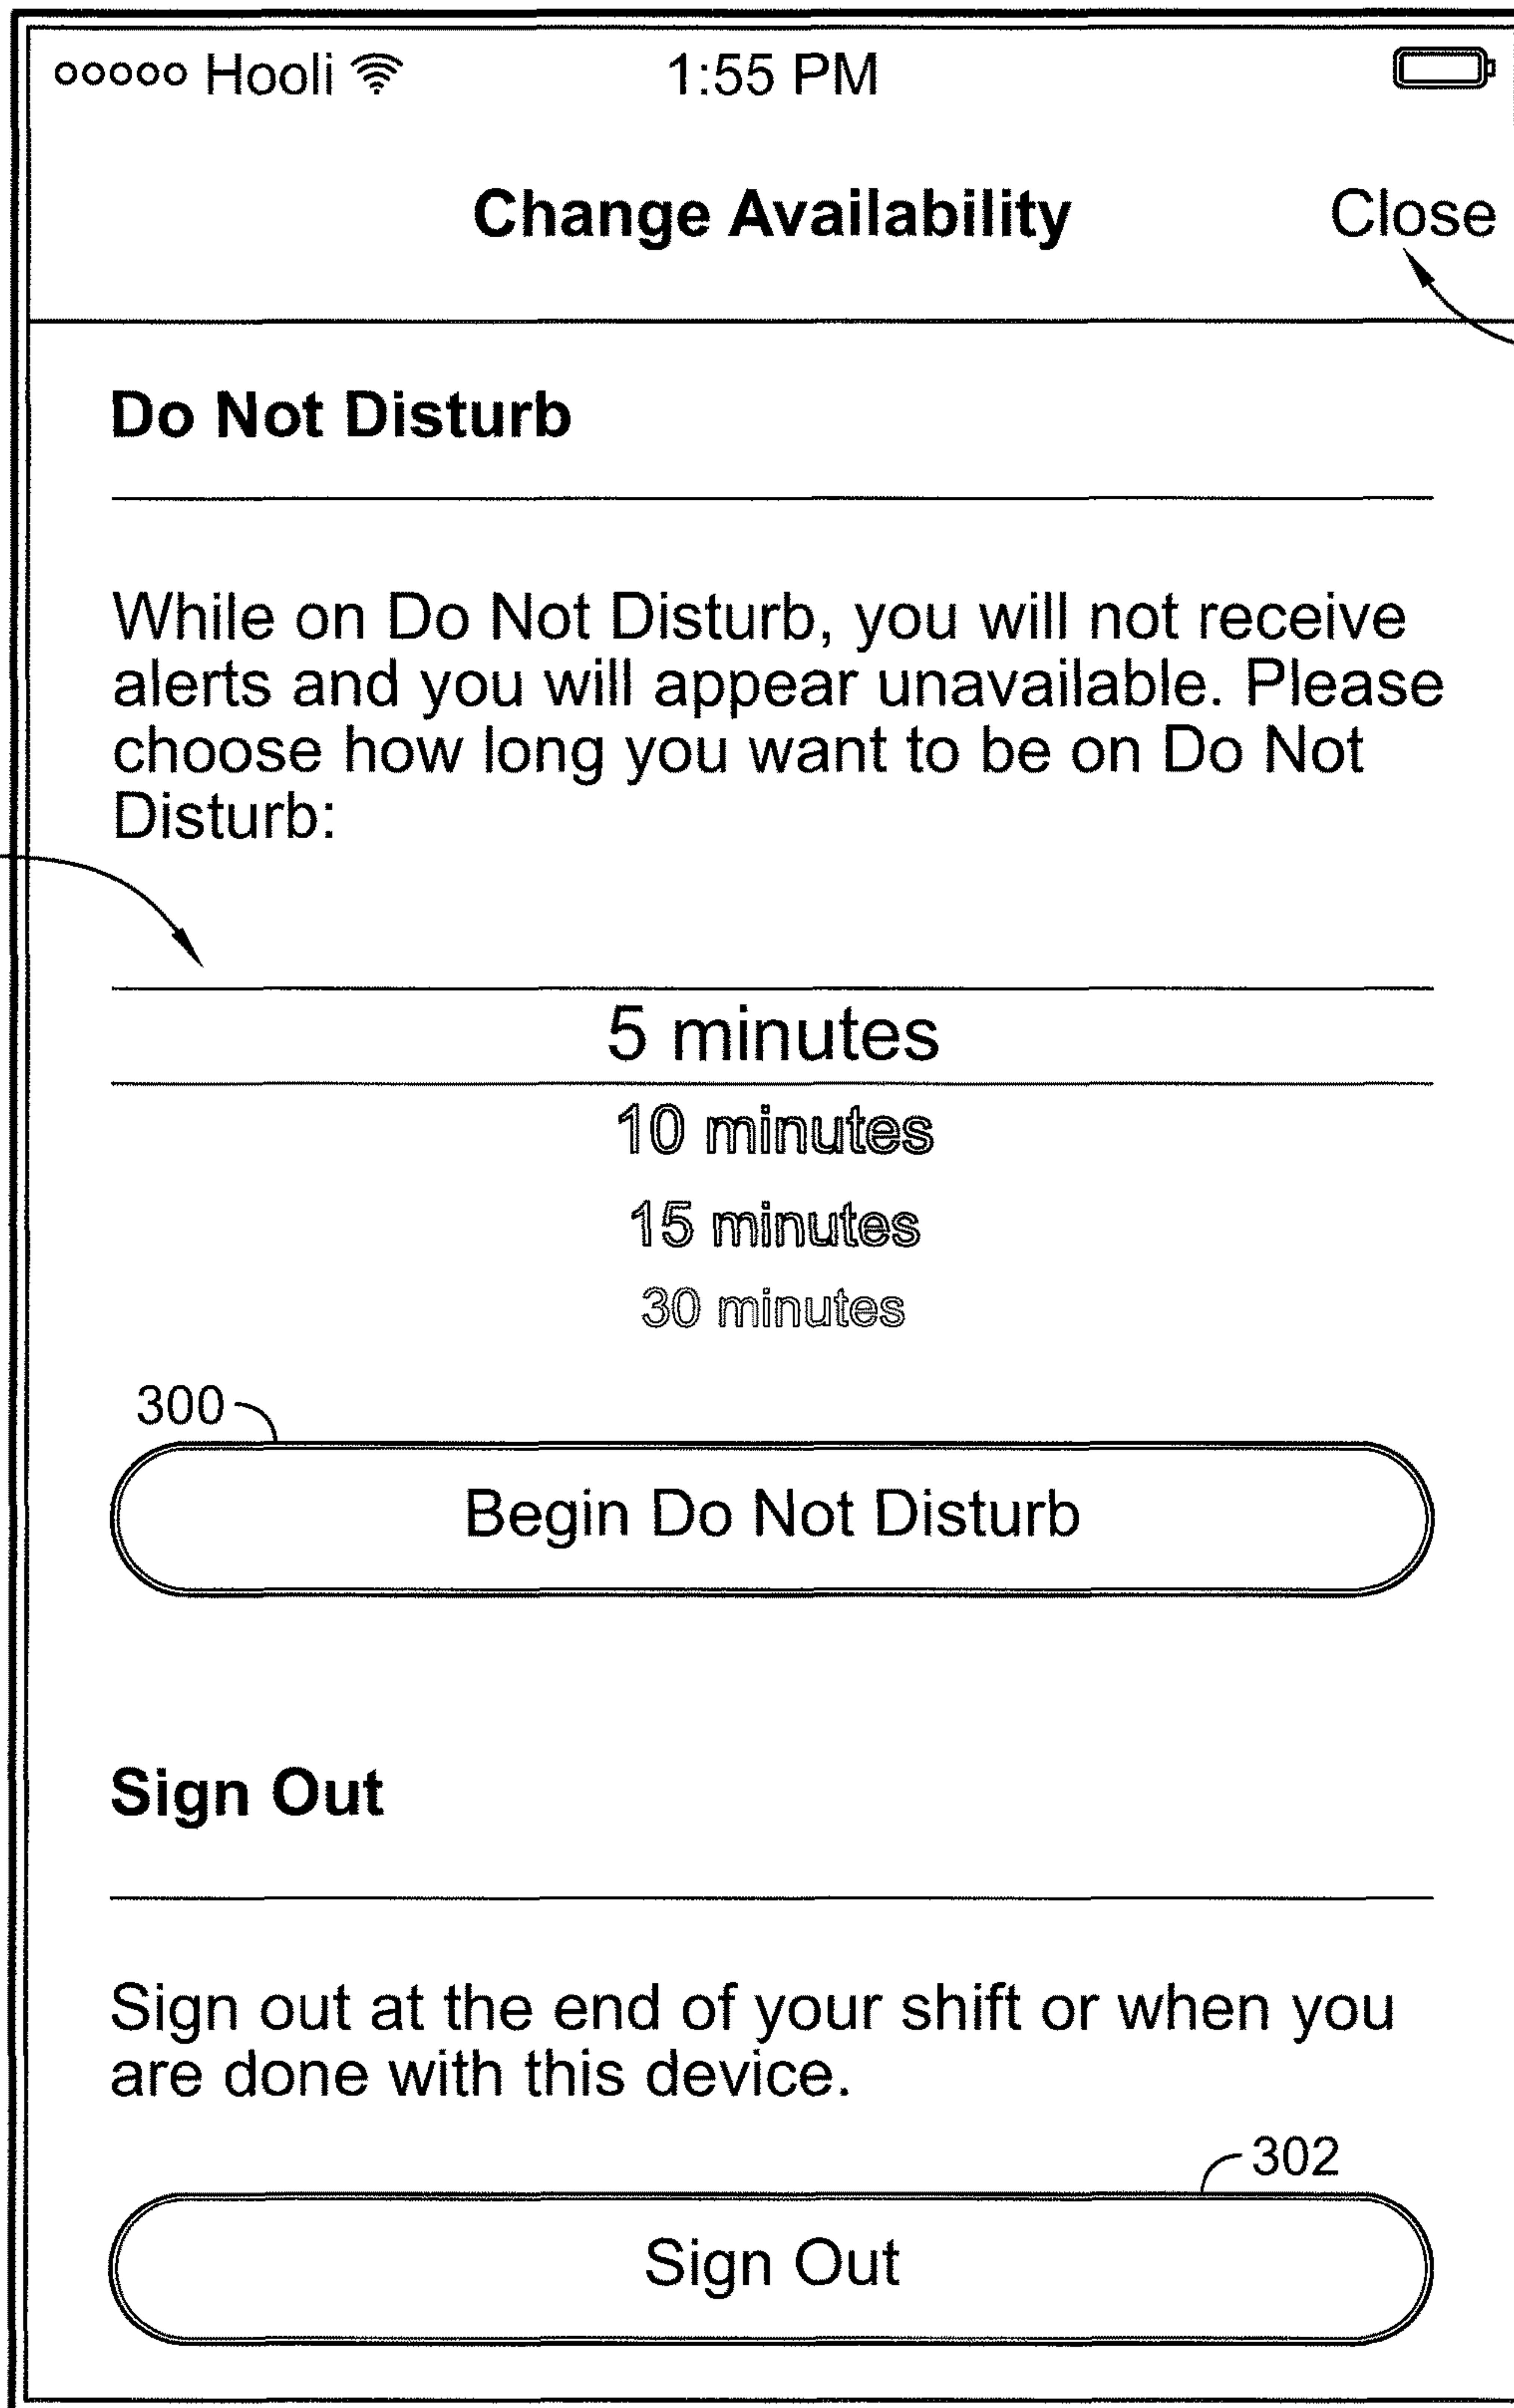 ooooo Hooli
1:55 PM
Change Availability
Close
Do Not Disturb
While on Do Not Disturb, you will not receive
alerts and you will appear unavailable. Please
choose how long you want to be on Do Not
Disturb:
5 minutes
10 minutes
15 minutes
30 minutes
300
Begin Do Not Disturb
Sign Out
Sign out at the end of your shift or when you
are done with this device.
302
Sign Out